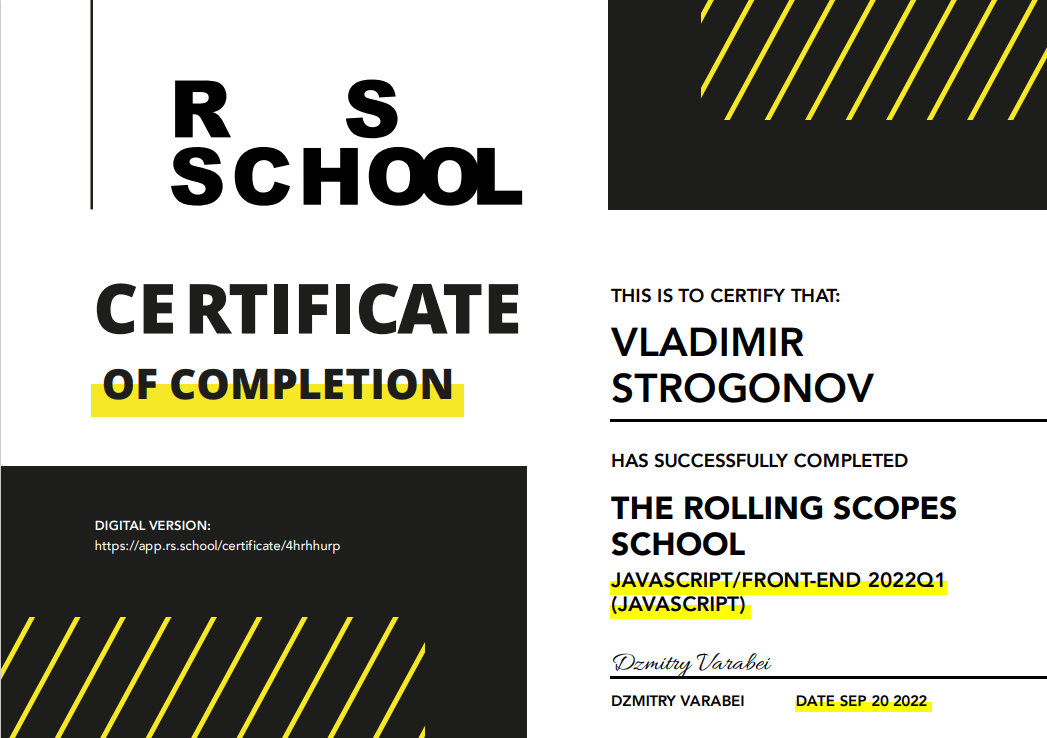 R S
SCHOOL
CERTIFICATE
OF COMPLETION
DIGITAL VERSION:
https://app.rs.school/certificate/4hrhhurp
THIS IS TO CERTIFY THAT:
VLADIMIR
STROGONOV
HAS SUCCESSFULLY COMPLETED
THE ROLLING SCOPES
SCHOOL
JAVASCRIPT/FRONT-END 2022Q1
(JAVASCRIPT)
Dzmitry Varabei
DZMITRY VARABEI DATE SEP 20 2022